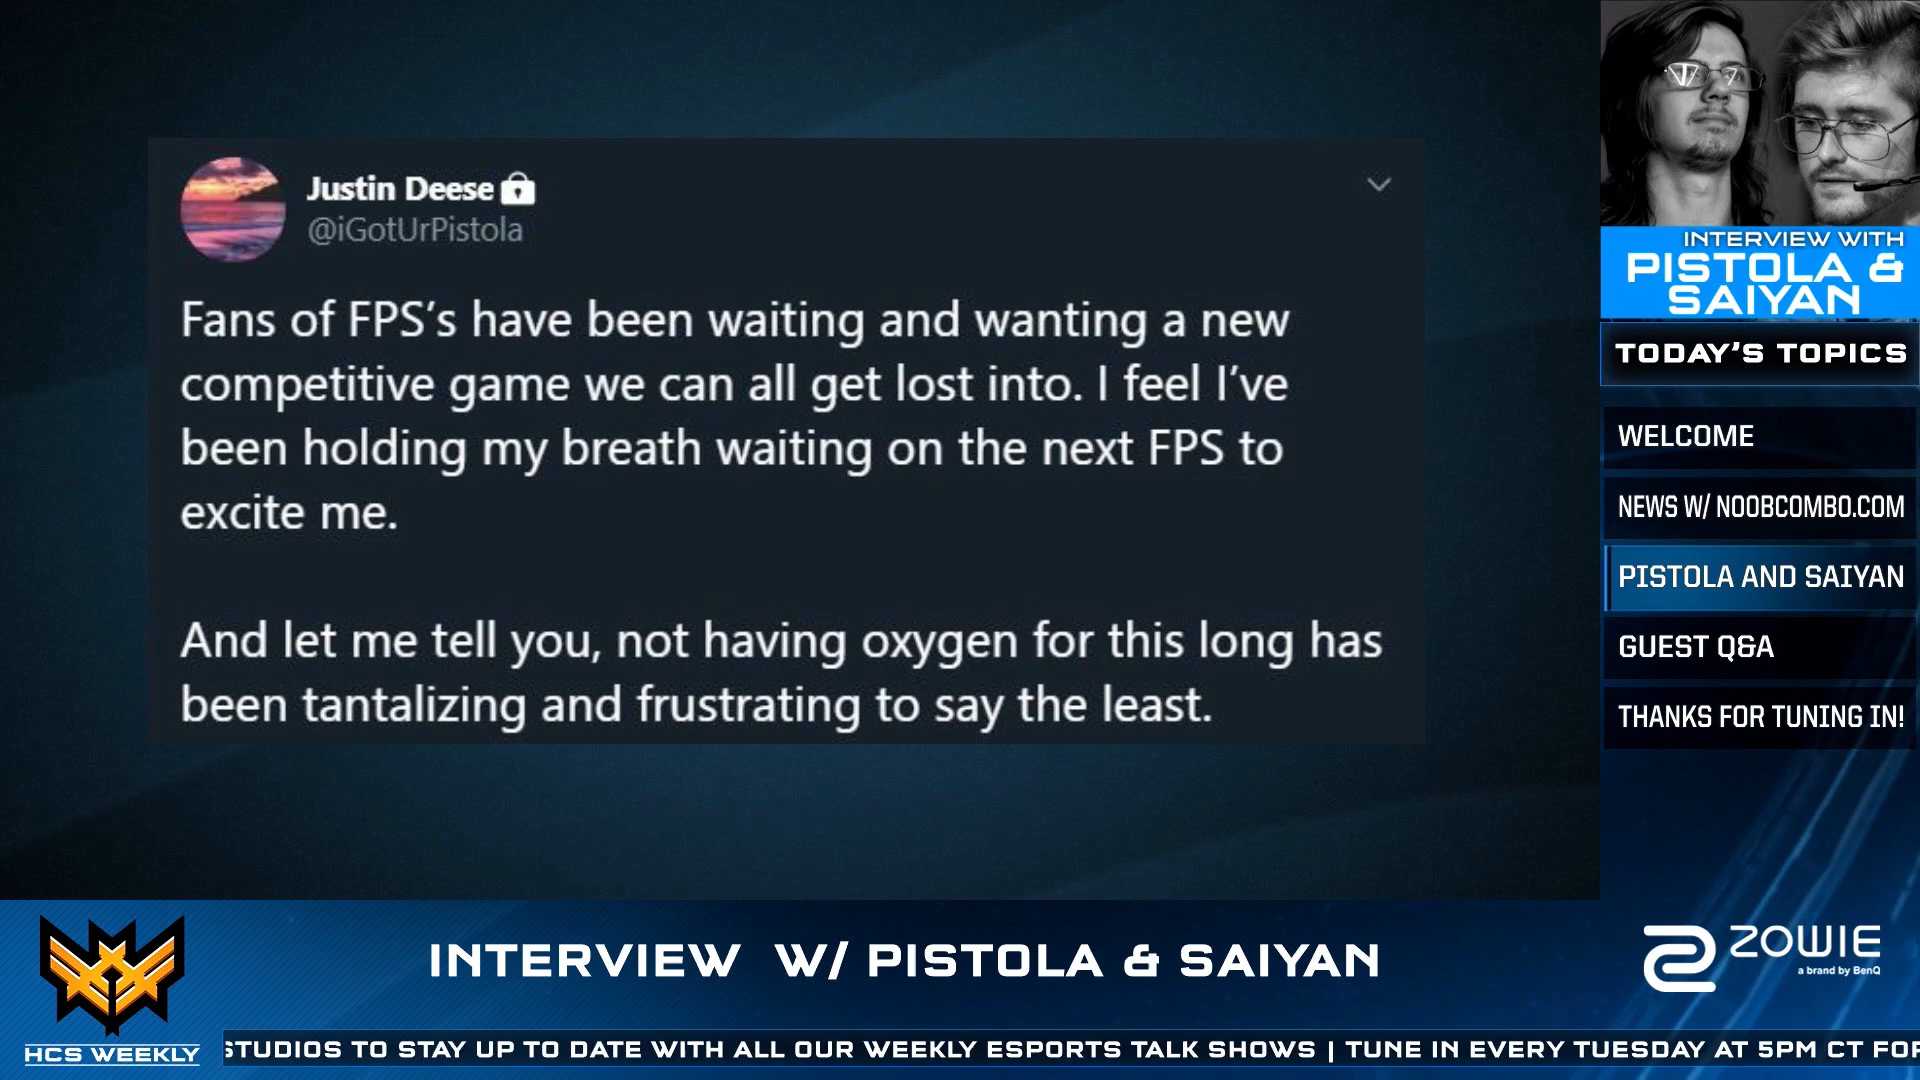 Justin Deese
@iGotUrPistola
Fans of FPS’s have been waiting and wanting a new
competitive game we can all get lost into. I feel I’ve
been holding my breath waiting on the next FPS to
excite me.
And let me tell you, not having oxygen for this long has
been tantalizing and frustrating to say the least.
INTERVIEW WITH
PISTOLA &
SAIYAN
TODAY'S TOPICS
WELCOME
NEWS W/ NOOBCOMBO.COM
PISTOLA AND SAIYAN
GUEST Q&A
THANKS FOR TUNING IN!
INTERVIEW W/ PISTOLA & SAIYAN
ZOWIE
a brand by BenQ
HCS WEEKLY
STUDIOS TO STAY UP TO DATE WITH ALL OUR WEEKLY ESPORTS TALK SHOWS | TUNE IN EVERY TUESDAY AT 5PM CT FOR